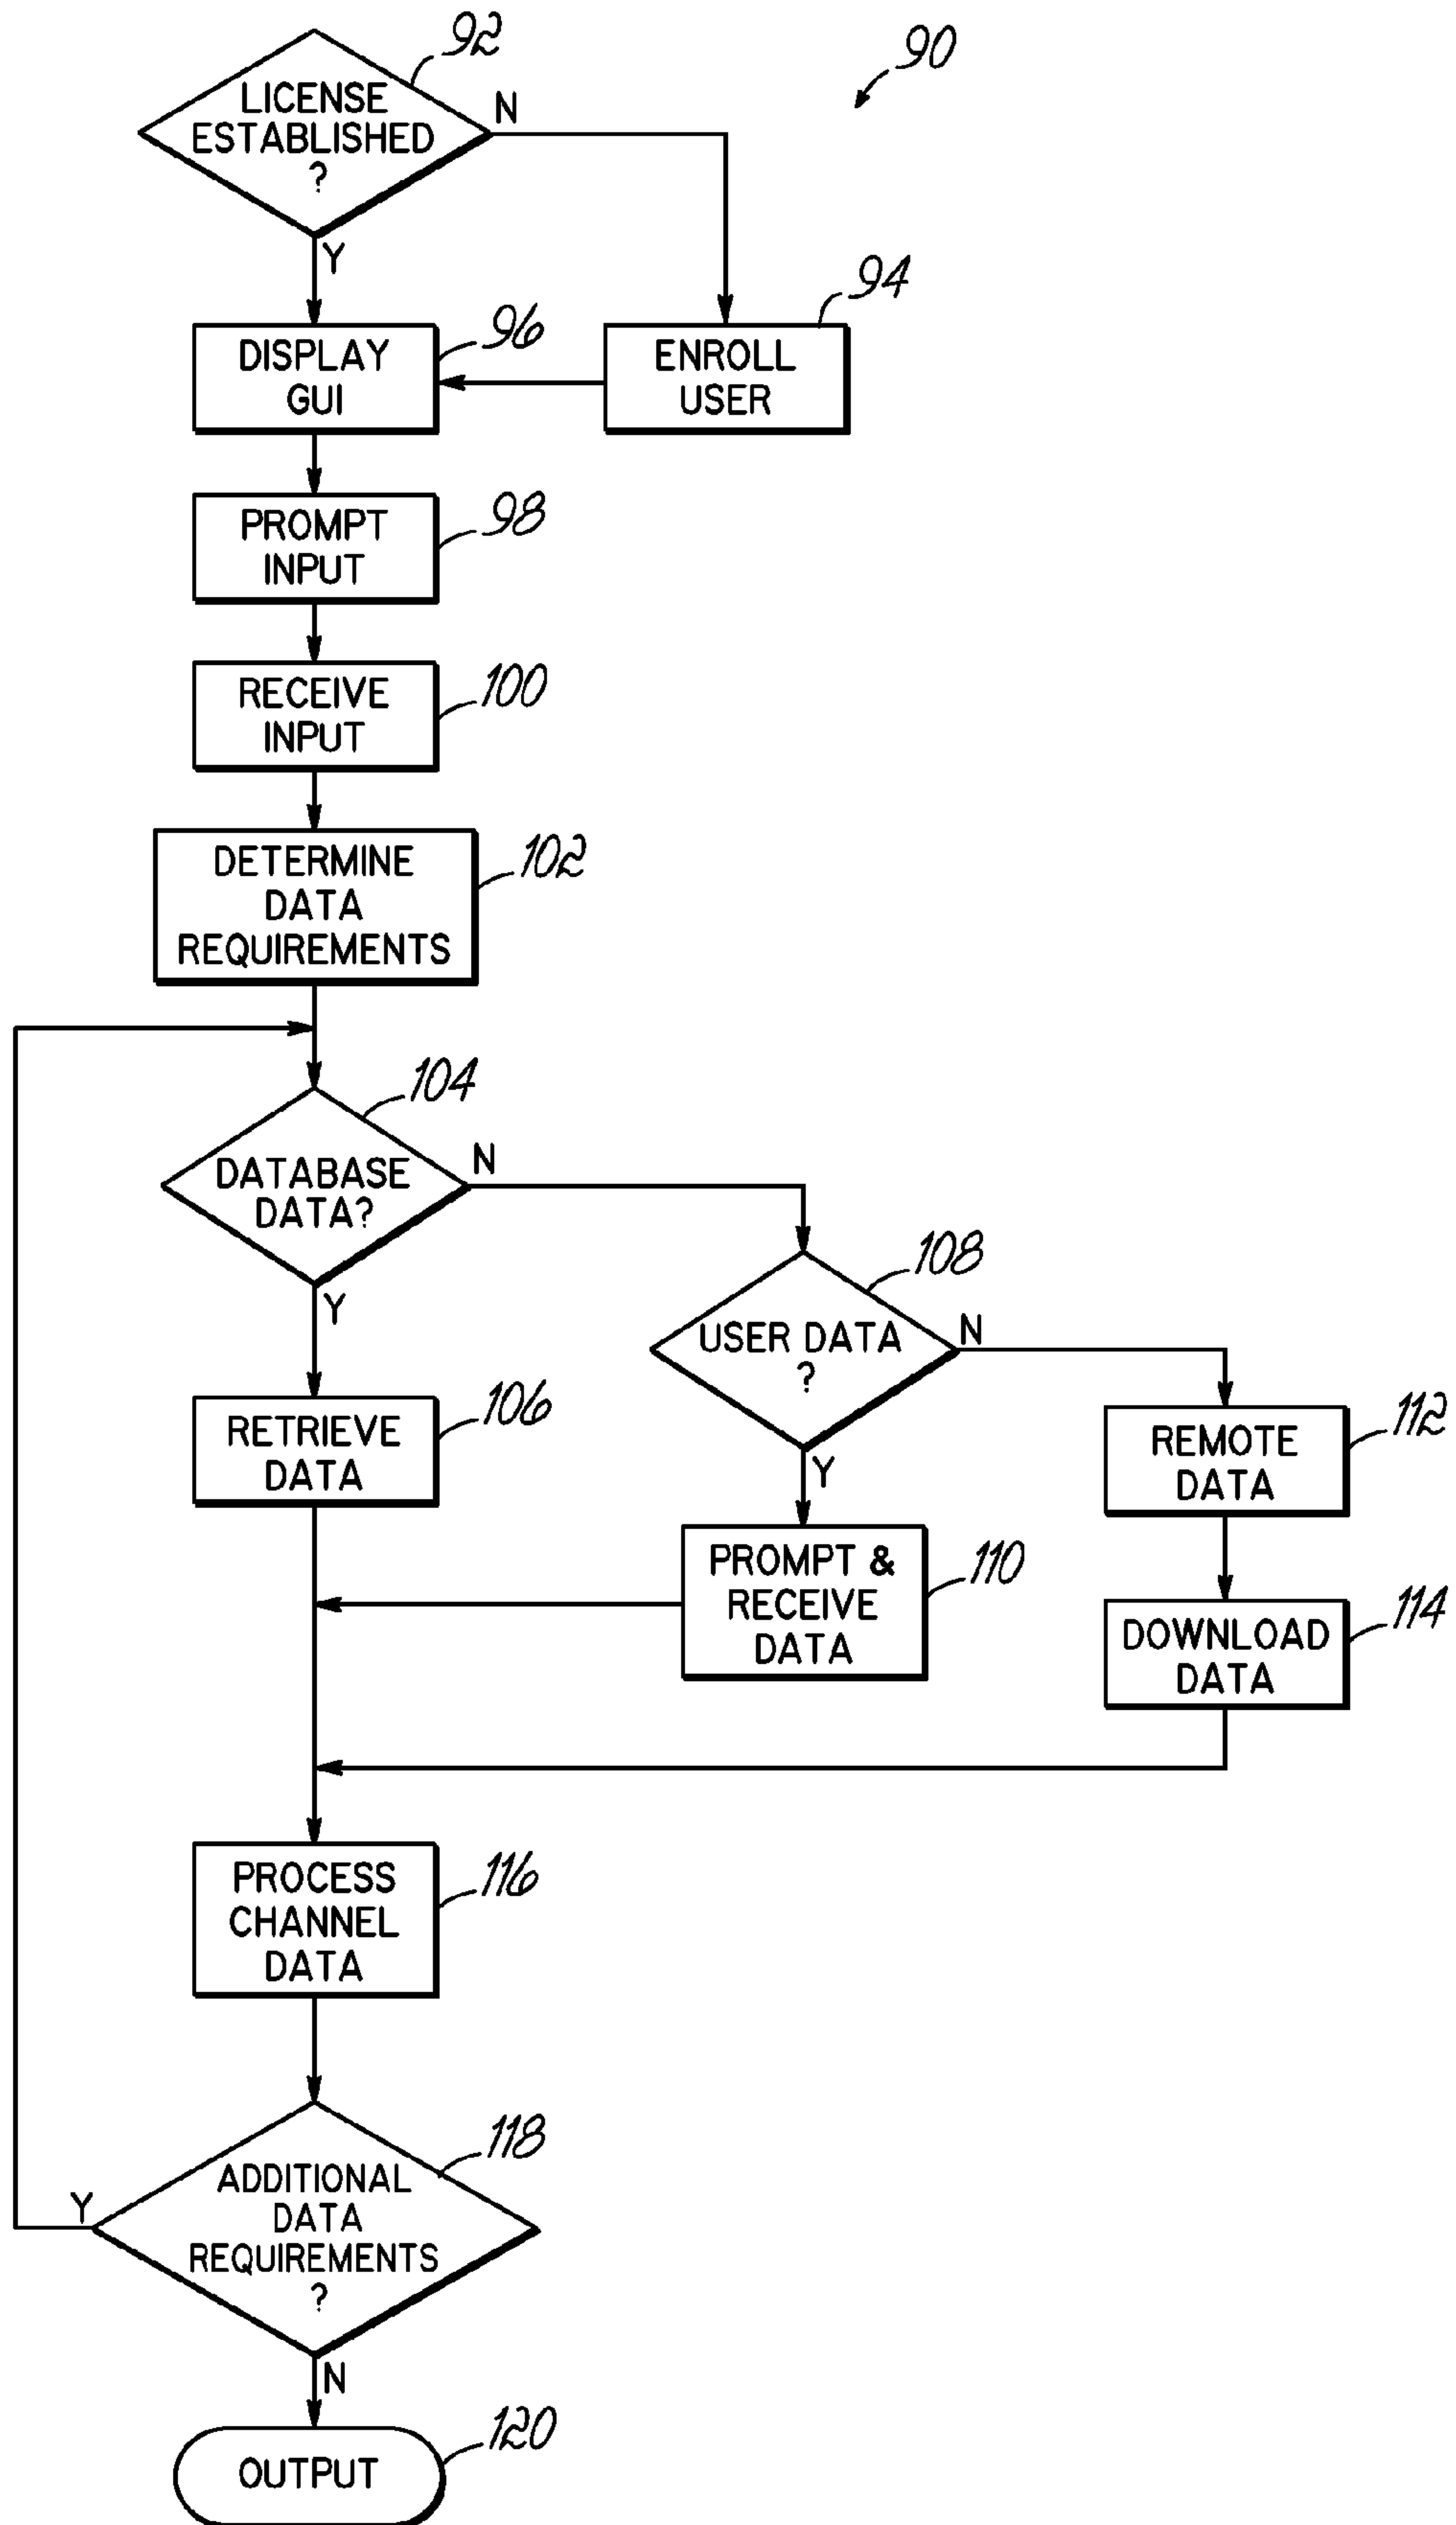 92
90
LICENSE
ESTABLISHED
?
N
Y
94
96
DISPLAY
GUI
ENROLL
USER
98
PROMPT
INPUT
100
RECEIVE
INPUT
102
DETERMINE
DATA
REQUIREMENTS
104
DATABASE
DATA?
N
Y
108
USER DATA
?
N
Y
106
RETRIEVE
DATA
112
REMOTE
DATA
110
PROMPT &
RECEIVE
DATA
114
DOWNLOAD
DATA
116
PROCESS
CHANNEL
DATA
118
ADDITIONAL
DATA
REQUIREMENTS
?
Y
N
120
OUTPUT